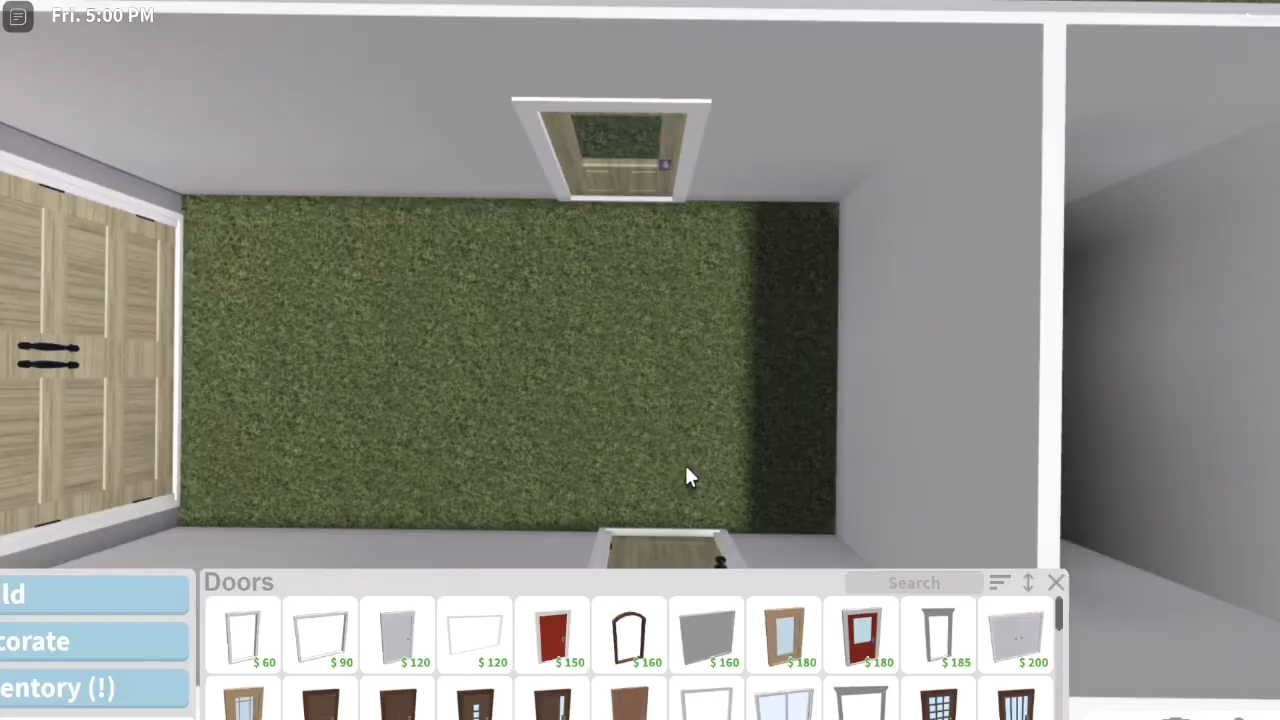 Fri. 5:00 PM
ld
Doors
Search
corate
$ 60
$ 90
$ 120
$ 120
$ 150
$ 160
$ 160
$ 180
$ 180
$ 185
$ 200
entory (!)